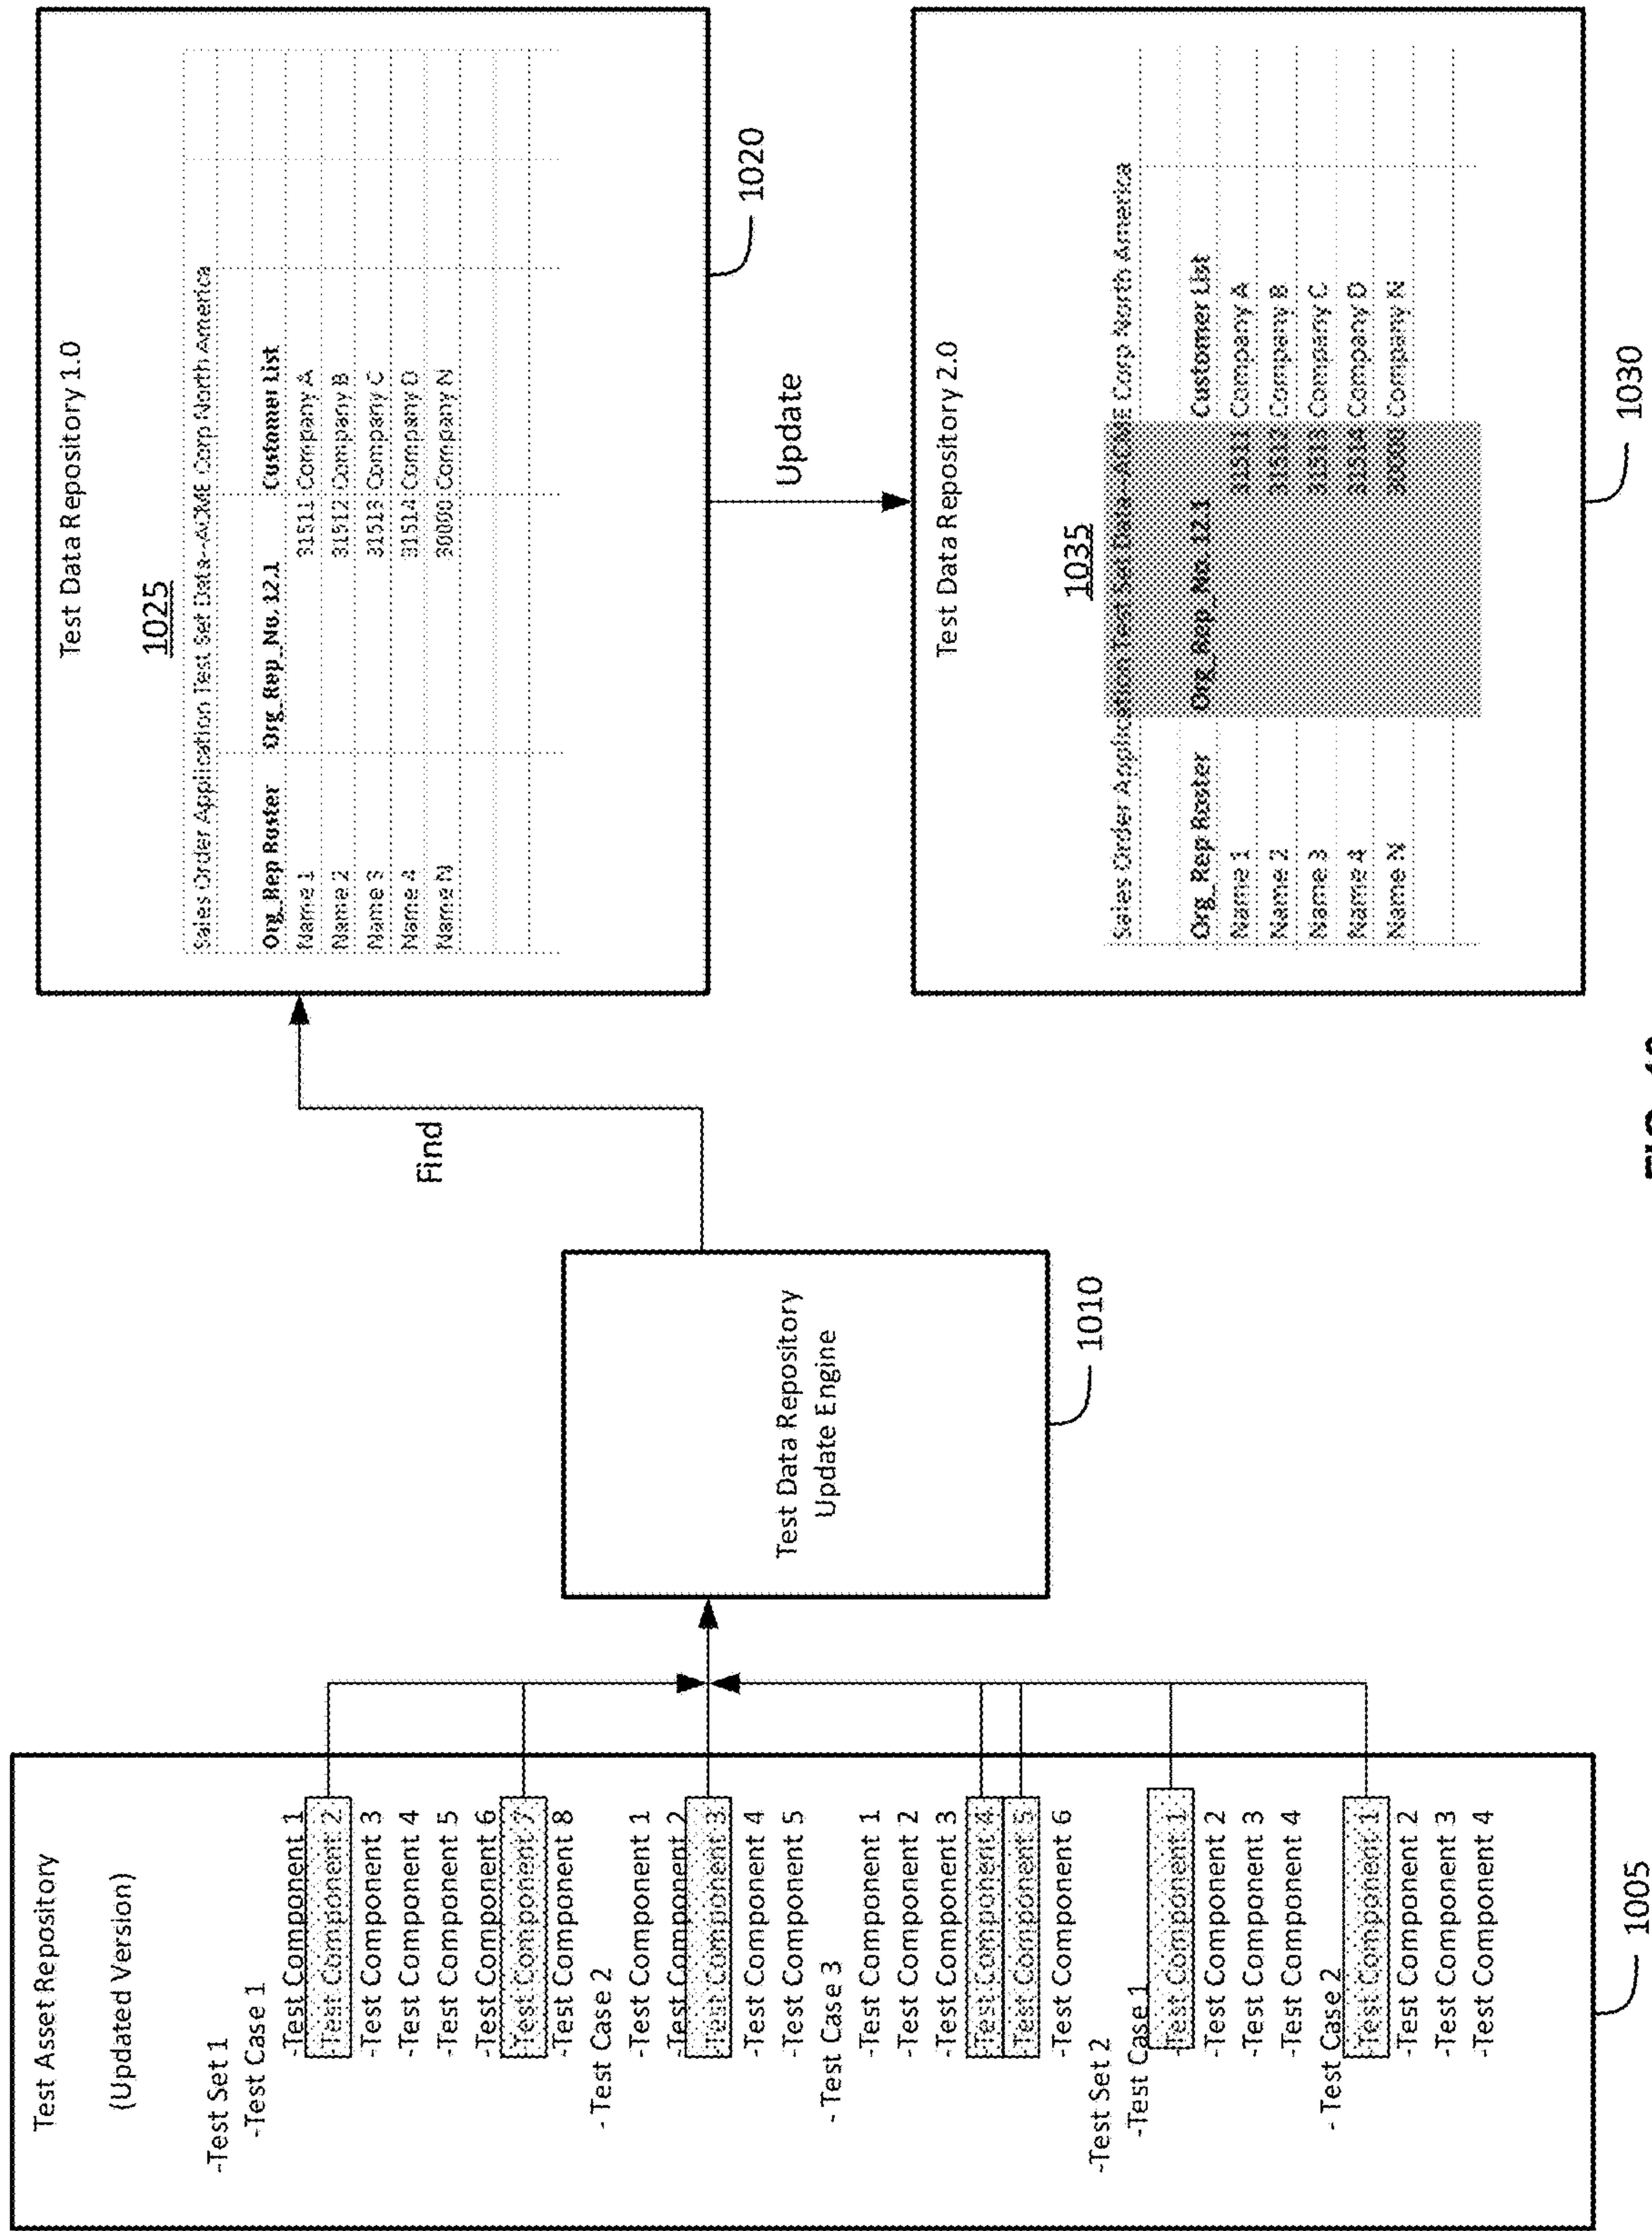 Test Asset Repository
(Updated Version)
-Test Set 1
-Test Case 1
-Test Component 1
-Test Component 2
-Test Component 3
-Test Component 4
-Test Component 5
-Test Component 6
-Test Component 7
-Test Component 8
- Test Case 2
-Test Component 1
-Test Component 2
-Test Component 3
-Test Component 4
-Test Component 5
- Test Case 3
-Test Component 1
-Test Component 2
-Test Component 3
-Test Component 4
-Test Component 5
-Test Component 6
-Test Set 2
-Test Case 1
-Test Component 1
-Test Component 2
-Test Component 3
-Test Component 4
- Test Case 2
-Test Component 1
-Test Component 2
-Test Component 3
-Test Component 4
1005
Test Data Repository
Update Engine
1010
Find
Test Data Repository 1.0
1025
Sales Order Application Test Set Data--ACME Corp North America
Org_Rep Roster Org_Rep_No. 12.1 Customer List
Name 1 31511 Company A
Name 2 31512 Company B
Name 3 31513 Company C
Name 4 31514 Company D
Name N 30000 Company N
1020
Update
Test Data Repository 2.0
1035
Sales Order Application Test Set Data--ACME Corp North America
Org_Rep Roster Org_Rep_No. 12.1 Customer List
Name 1 31511 Company A
Name 2 31512 Company B
Name 3 31513 Company C
Name 4 31514 Company D
Name N 30000 Company N
1030